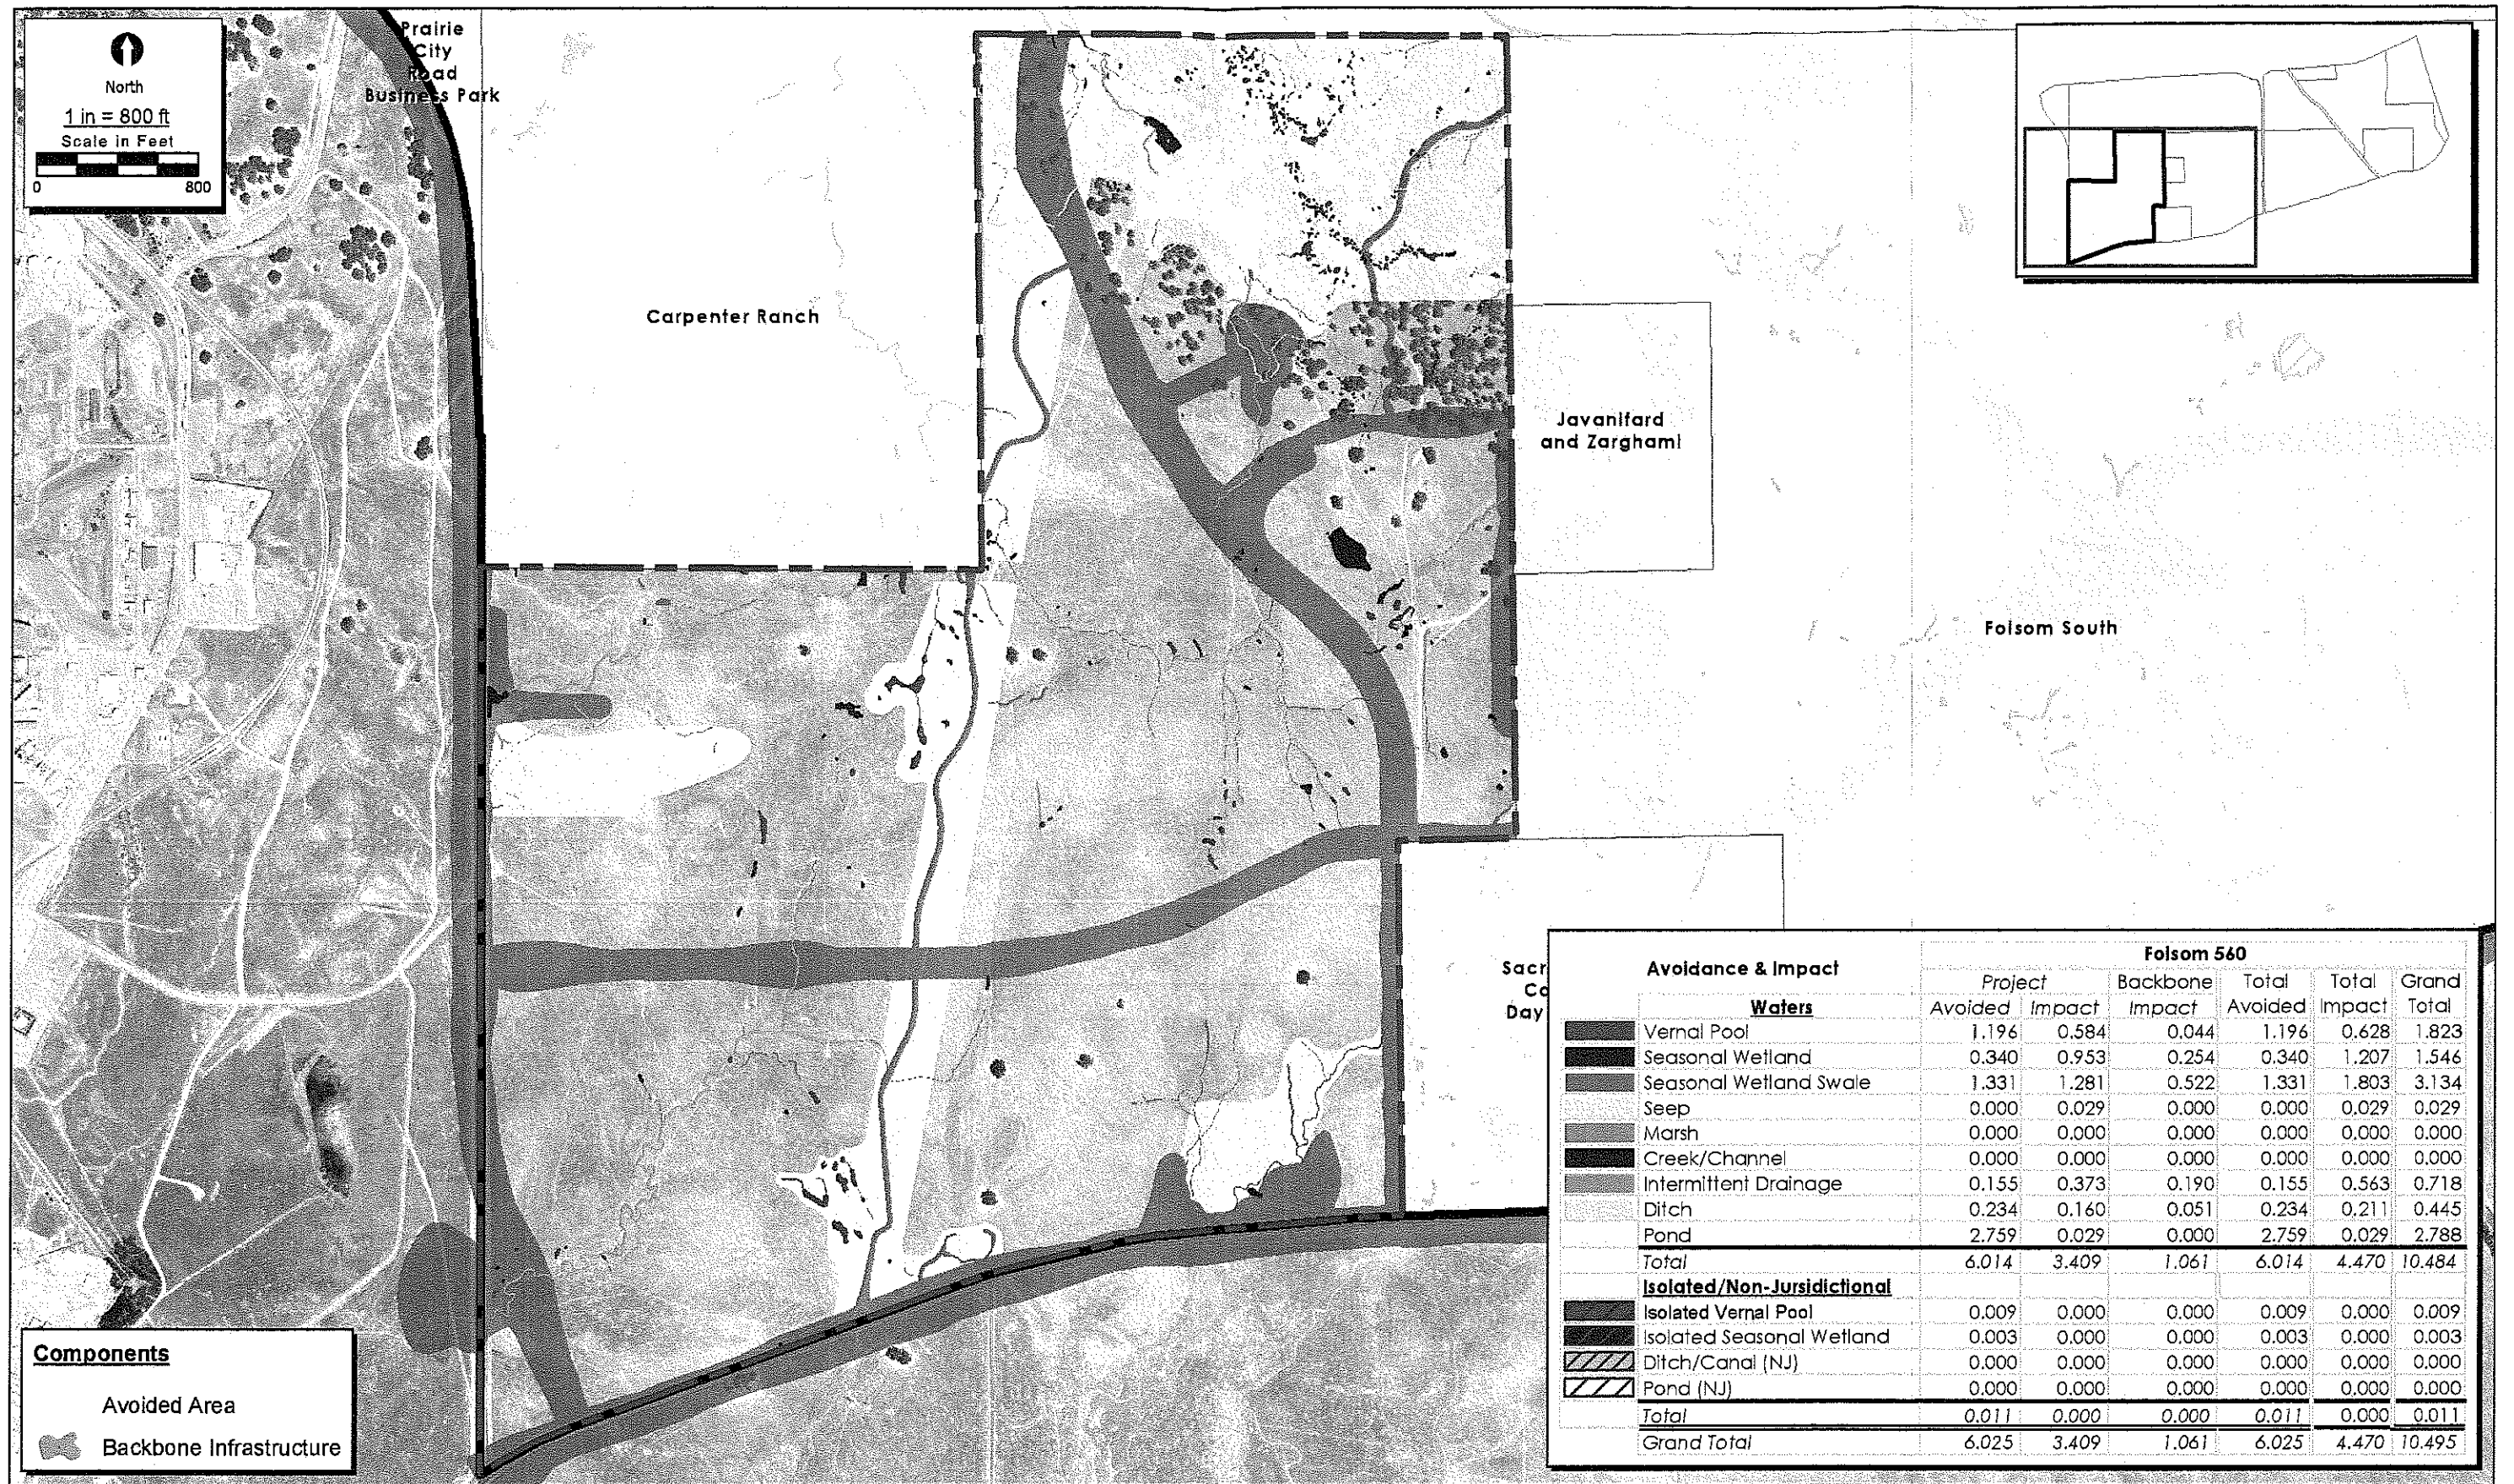 Prairie
City
Road
Business Park
North
1 in = 800 ft
Scale in Feet
0 800
Carpenter Ranch
Javanifard
and Zarghami
Folsom South
Sacr
Co
Day
Components
Avoided Area
Backbone Infrastructure
Avoidance & Impact Folsom 560
Project Backbone Total Total Grand
Waters Avoided Impact Impact Avoided Impact Total
Vernal Pool 1.196 0.584 0.044 1.196 0.628 1.823
Seasonal Wetland 0.340 0.953 0.254 0.340 1.207 1.546
Seasonal Wetland Swale 1.331 1.281 0.522 1.331 1.803 3.134
Seep 0.000 0.029 0.000 0.000 0.029 0.029
Marsh 0.000 0.000 0.000 0.000 0.000 0.000
Creek/Channel 0.000 0.000 0.000 0.000 0.000 0.000
Intermittent Drainage 0.155 0.373 0.190 0.155 0.563 0.718
Ditch 0.234 0.160 0.051 0.234 0.211 0.445
Pond 2.759 0.029 0.000 2.759 0.029 2.788
Total 6.014 3.409 1.061 6.014 4.470 10.484
Isolated/Non-Jursidictional
Isolated Vernal Pool 0.009 0.000 0.000 0.009 0.000 0.009
Isolated Seasonal Wetland 0.003 0.000 0.000 0.003 0.000 0.003
Ditch/Canal (NJ) 0.000 0.000 0.000 0.000 0.000 0.000
Pond (NJ) 0.000 0.000 0.000 0.000 0.000 0.000
Total 0.011 0.000 0.000 0.011 0.000 0.011
Grand Total 6.025 3.409 1.061 6.025 4.470 10.495